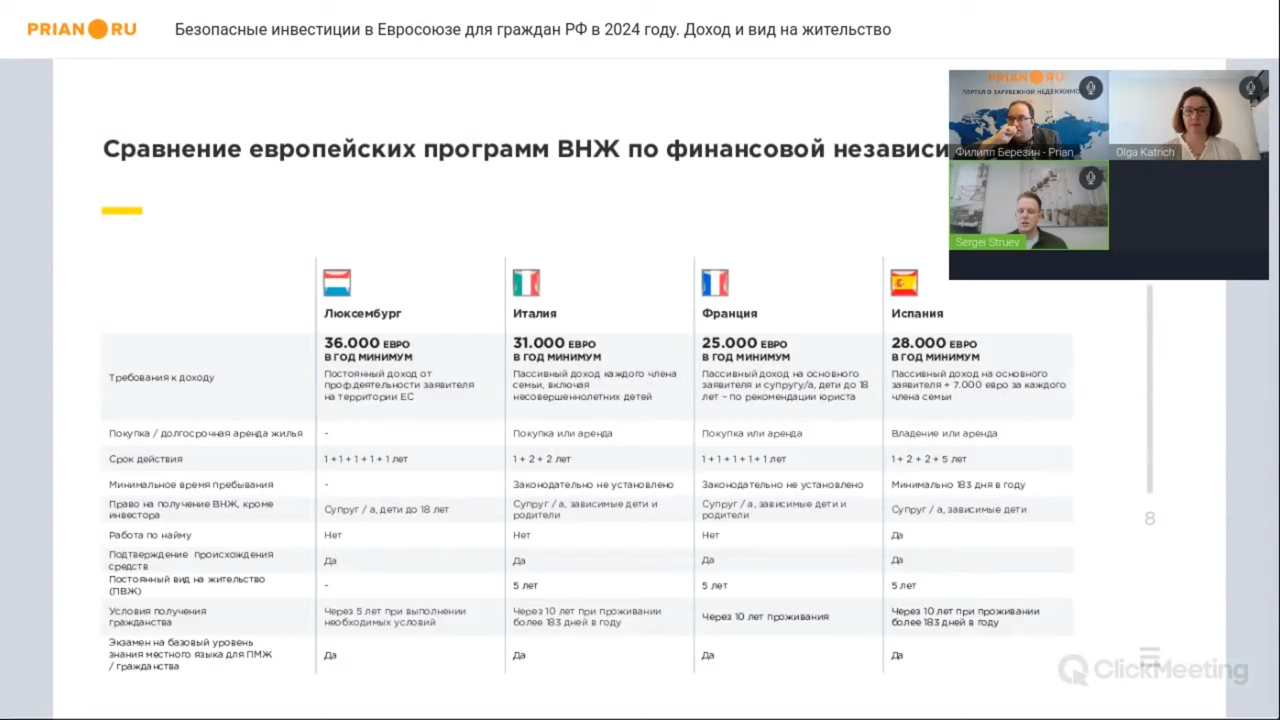 PRIAN RU
Безопасные инвестиции в Евросоюзе для граждан РФ в 2024 году. Доход и вид на жительство
PRIAN RU
ПОРТАЛ О ЗАРУБЕЖНОЙ НЕДВИЖИМО
Филипп Березин - Prian
Olga Katrich
Sergei Struev
Сравнение европейских программ ВНЖ по финансовой независи
Люксембург
Италия
Франция
Испания
Требования к доходу
36.000 ЕВРО
В ГОД МИНИМУМ
Постоянный доход от
проф.деятельности заявителя
на территории ЕС
31.000 ЕВРО
В ГОД МИНИМУМ
Пассивный доход каждого члена
семьи, включая
несовершеннолетних детей
25.000 ЕВРО
В ГОД МИНИМУМ
Пассивный доход на основного
заявителя и супругу/а, дети до 18
лет – по рекомендации юриста
28.000 ЕВРО
В ГОД МИНИМУМ
Пассивный доход на основного
заявителя + 7.000 евро за каждого
члена семьи
Покупка / долгосрочная аренда жилья
-
Покупка или аренда
Покупка или аренда
Владение или аренда
Срок действия
1 + 1 + 1 + 1 + 1 лет
1 + 2 + 2 лет
1 + 1 + 1 + 1 + 1 лет
1 + 2 + 2 + 5 лет
Минимальное время пребывания
-
Законодательно не установлено
Законодательно не установлено
Минимально 183 дня в году
Право на получение ВНЖ, кроме
инвестора
Супруг / а, дети до 18 лет
Супруг / а, зависимые дети и
родители
Супруг / а, зависимые дети и
родители
Супруг / а, зависимые дети
Работа по найму
Нет
Нет
Нет
Да
Подтверждение происхождения
средств
Да
Да
Да
Да
Постоянный вид на жительство
(ПВЖ)
-
5 лет
5 лет
5 лет
Условия получения
гражданства
Через 5 лет при выполнении
необходимых условий
Через 10 лет при проживании
более 183 дней в году
Через 10 лет проживания
Через 10 лет при проживании
более 183 дней в году
Экзамен на базовый уровень
знания местного языка для ПМЖ
/ гражданства
Да
Да
Да
Да
8
ClickMeeting